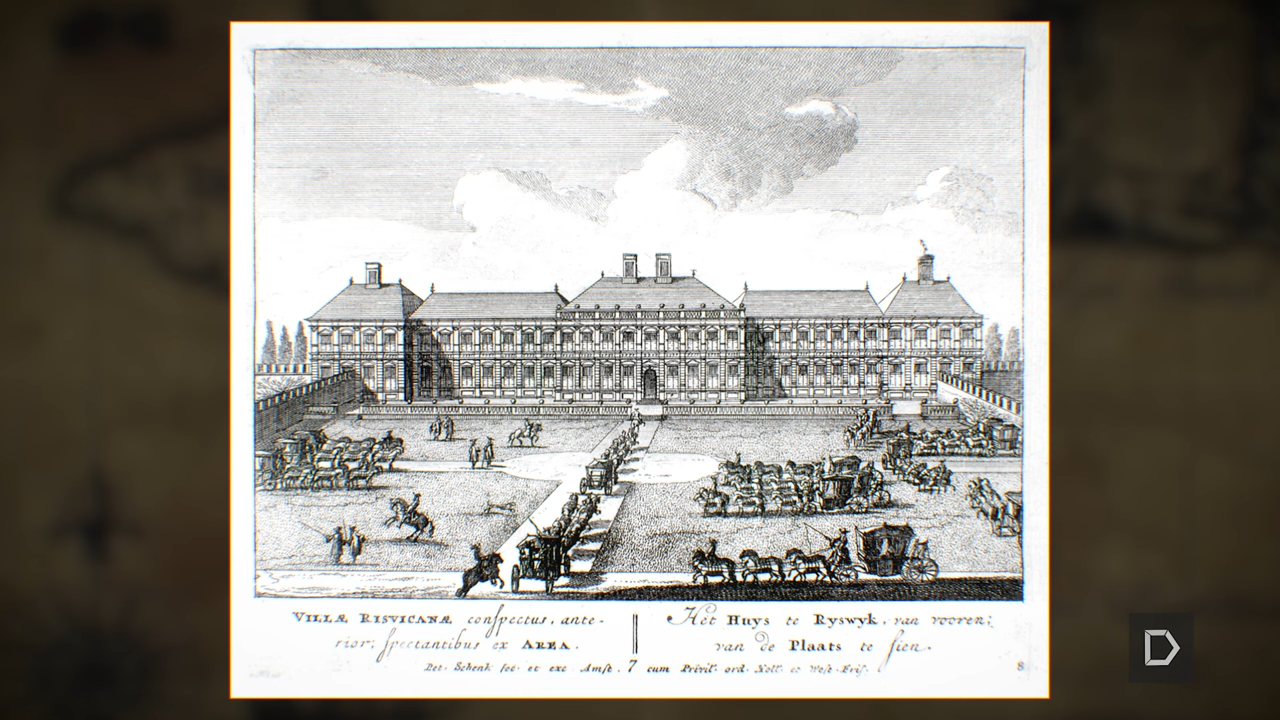 VILLÆ RISVICANÆ conſpectus, ante-
rior; ſpectantibus ex AREA.
Het Huys te Ryswyk, van vooren;
van de Plaats te ſien.
Pet. Schenk fec. et exc. Amſt. 7 cum Privil. ord. Holl. et Weſt-Friſ.
8